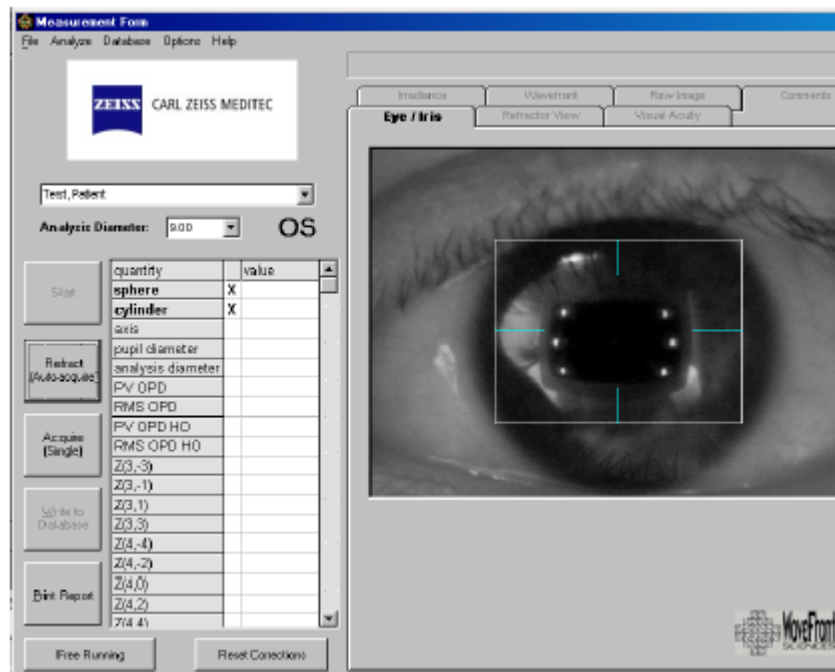 Measurement Form
File Analyze Database Options Help
ZEISS CARL ZEISS MEDITEC
Irradiance Wavefront Raw Image Comments
Eye / Iris Refractor View Visual Acuity
Test, Patient
Analysis Diameter: 9.00 OS
Start
quantity value
sphere X
cylinder X
axis
pupil diameter
analysis diameter
PV OPD
RMS OPD
PV OPD HO
RMS OPD HO
Z(3,-3)
Z(3,-1)
Z(3,1)
Z(3,3)
Z(4,-4)
Z(4,-2)
Z(4,0)
Z(4,2)
Z(4,4)
Refract
(Auto-acquire)
Acquire
(Single)
Write to
Database
Print Report
Free Running Reset Corrections
WaveFront
SCIENCES